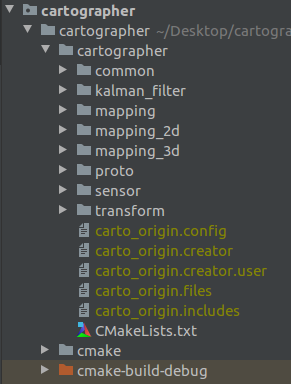 cartographer
cartographer ~/Desktop/cartogra
cartographer
common
kalman_filter
mapping
mapping_2d
mapping_3d
proto
sensor
transform
carto_origin.config
carto_origin.creator
carto_origin.creator.user
carto_origin.files
carto_origin.includes
CMakeLists.txt
cmake
cmake-build-debug